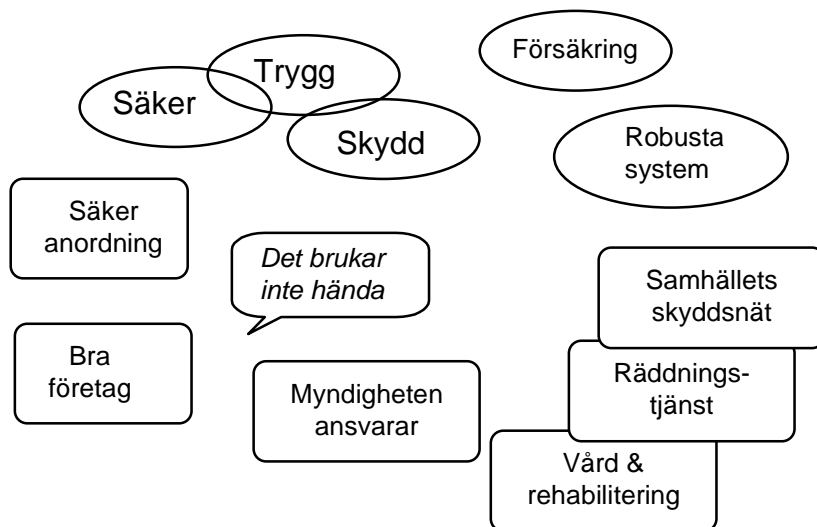 Försäkring
Trygg
Säker
Skydd
Robusta
system
Säker
anordning
Det brukar
inte hända
Samhällets
skyddsnät
Bra
företag
Räddnings-
tjänst
Myndigheten
ansvarar
Vård &
rehabilitering